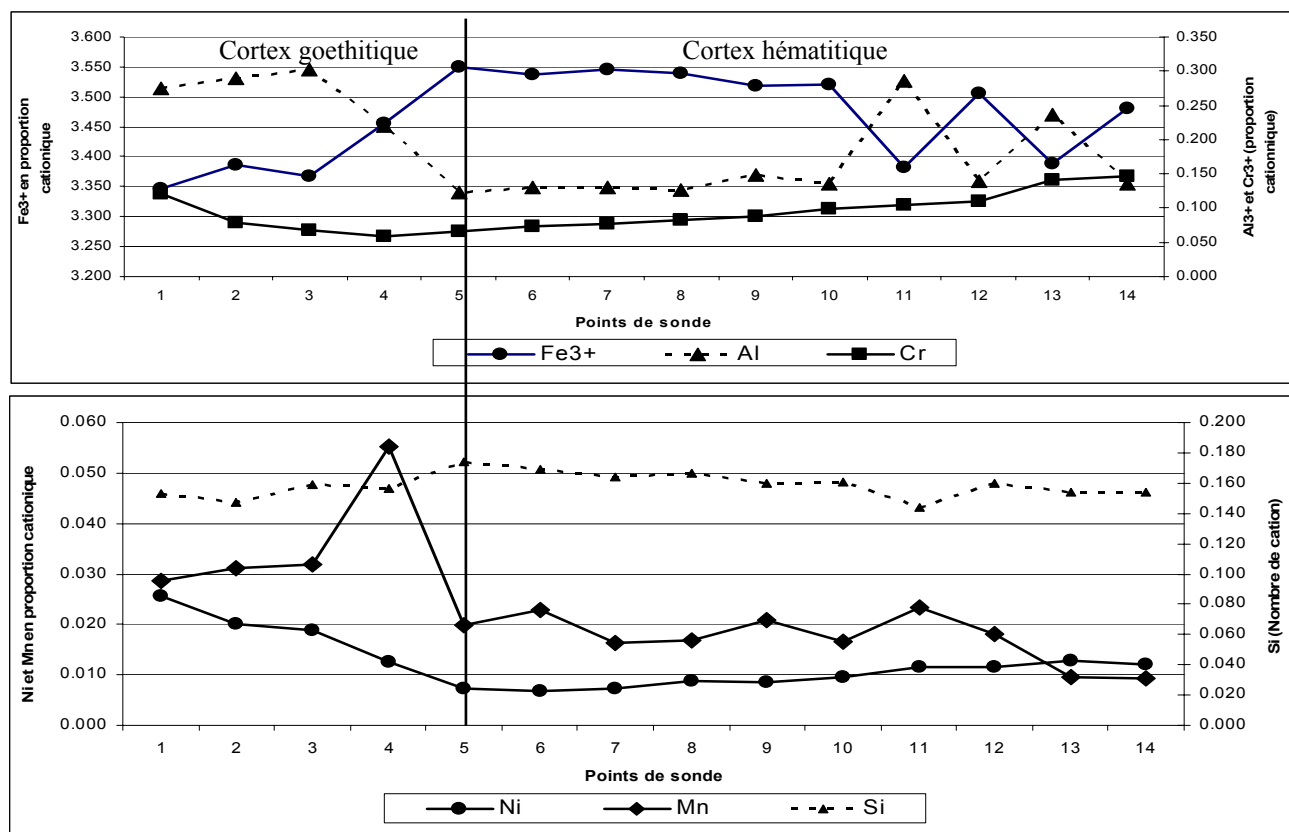 Cortex goethitique Cortex hématitique
Fe3+ en proportion
cationique
3.600
3.550
3.500
3.450
3.400
3.350
3.300
3.250
3.200
0.350
0.300
0.250
0.200
0.150
0.100
0.050
0.000
Al3+ et Cr3+ (proportion
cationnique)
1 2 3 4 5 6 7 8 9 10 11 12 13 14
Points de sonde
Fe3+ Al Cr
Ni et Mn en proportion cationique
0.060
0.050
0.040
0.030
0.020
0.010
0.000
0.200
0.180
0.160
0.140
0.120
0.100
0.080
0.060
0.040
0.020
0.000
Si (Nombre de cation)
1 2 3 4 5 6 7 8 9 10 11 12 13 14
Points de sonde
Ni Mn Si